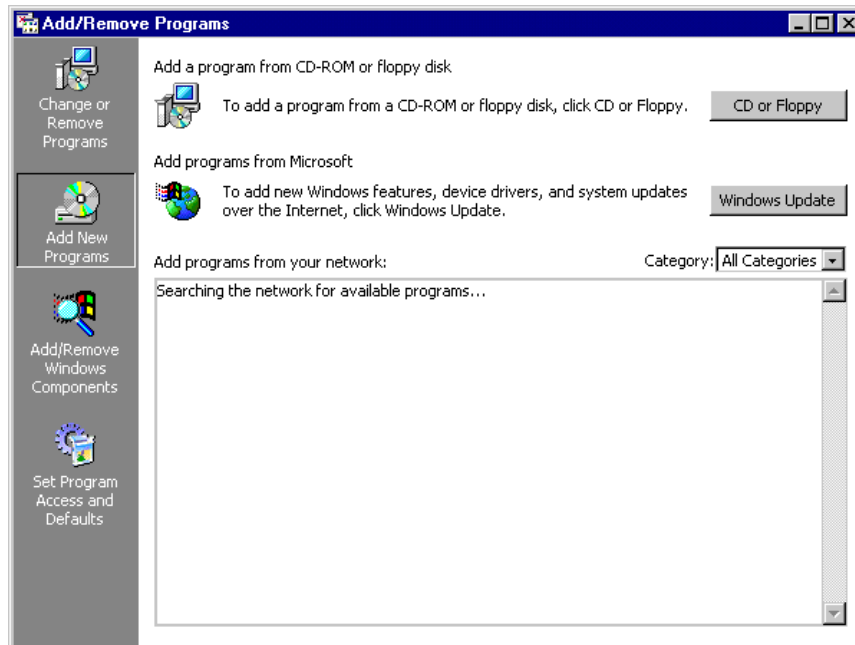 Add/Remove Programs
Change or
Remove
Programs
Add New
Programs
Add/Remove
Windows
Components
Set Program
Access and
Defaults
Add a program from CD-ROM or floppy disk
To add a program from a CD-ROM or floppy disk, click CD or Floppy.
CD or Floppy
Add programs from Microsoft
To add new Windows features, device drivers, and system updates
over the Internet, click Windows Update.
Windows Update
Add programs from your network:
Category: All Categories
Searching the network for available programs...